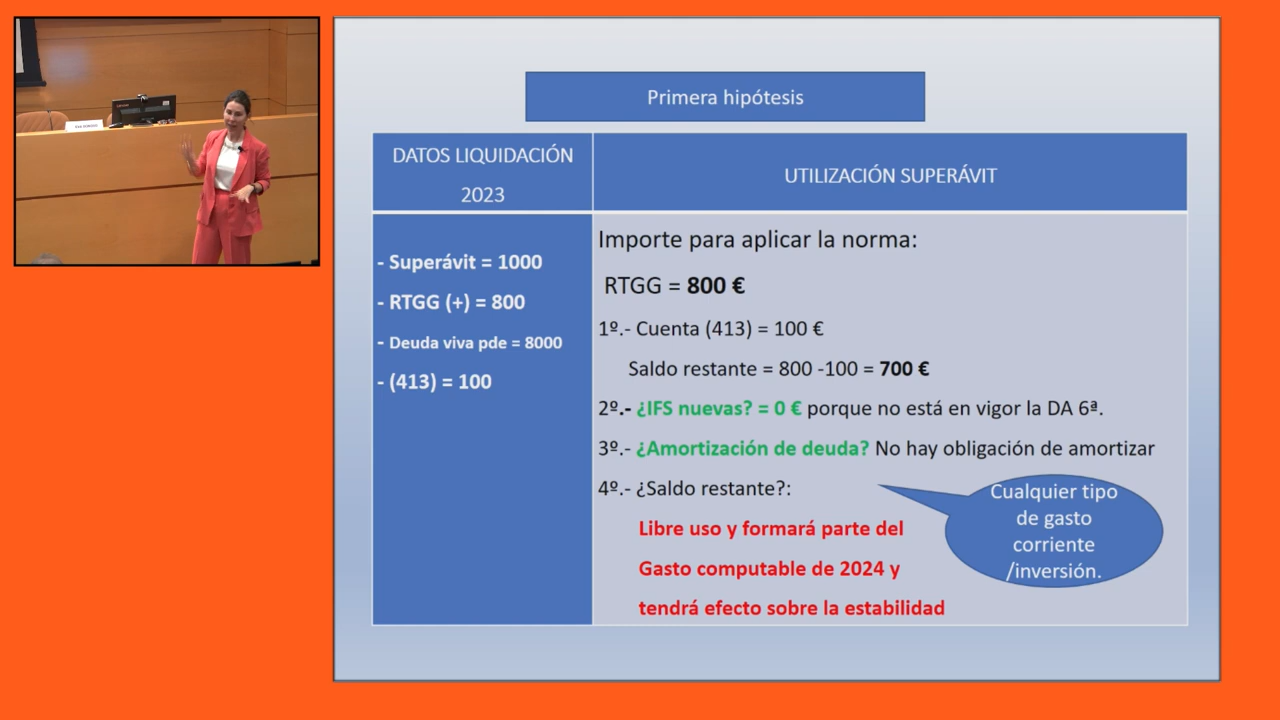 Primera hipótesis
DATOS LIQUIDACIÓN
2023
UTILIZACIÓN SUPERÁVIT
- Superávit = 1000
- RTGG (+) = 800
- Deuda viva pde = 8000
- (413) = 100
Importe para aplicar la norma:
RTGG = 800 €
1º.- Cuenta (413) = 100 €
Saldo restante = 800 -100 = 700 €
2º.- ¿IFS nuevas? = 0 € porque no está en vigor la DA 6ª.
3º.- ¿Amortización de deuda? No hay obligación de amortizar
4º.- ¿Saldo restante?:
Libre uso y formará parte del
Gasto computable de 2024 y
tendrá efecto sobre la estabilidad
Cualquier tipo
de gasto
corriente
/inversión.